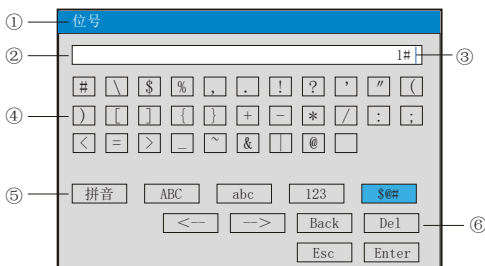 ① 位号
② 1# ③
# \ $ % , . ! ? ' " (
④ ) [ ] { } + - * / : ;
< = > _ ~ & | @
⑤ 拼音 ABC abc 123 $@#
<-- --> Back Del ⑥
Esc Enter